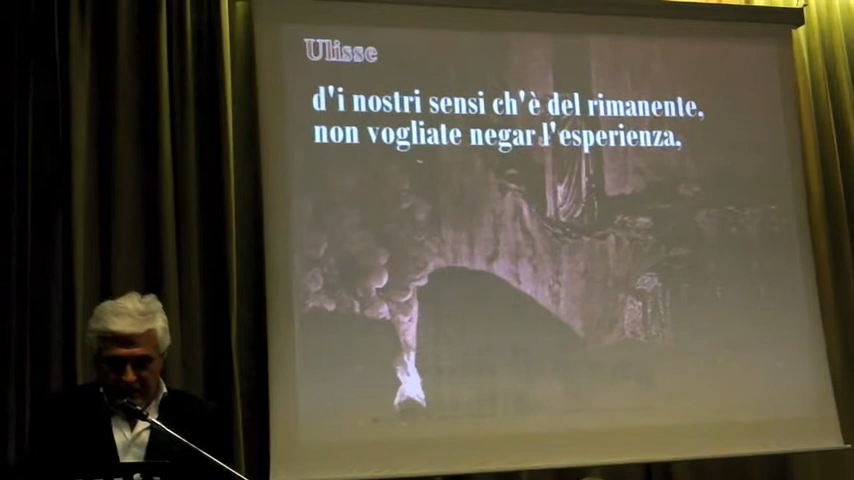 Ulisse
d'i nostri sensi ch'è del rimanente,
non vogliate negar l'esperienza,